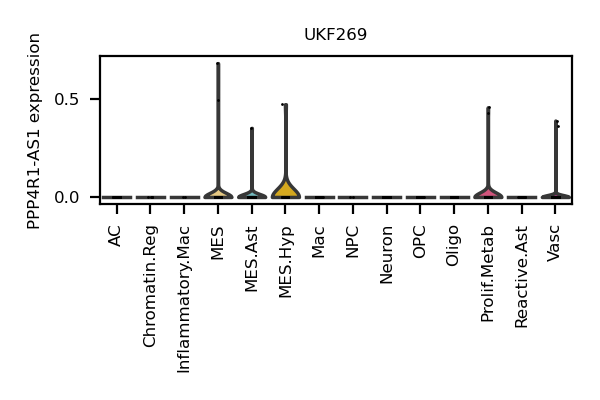 UKF269
PPP4R1-AS1 expression
0.5
0.0
AC
Chromatin.Reg
Inflammatory.Mac
MES
MES.Ast
MES.Hyp
Mac
NPC
Neuron
OPC
Oligo
Prolif.Metab
Reactive.Ast
Vasc